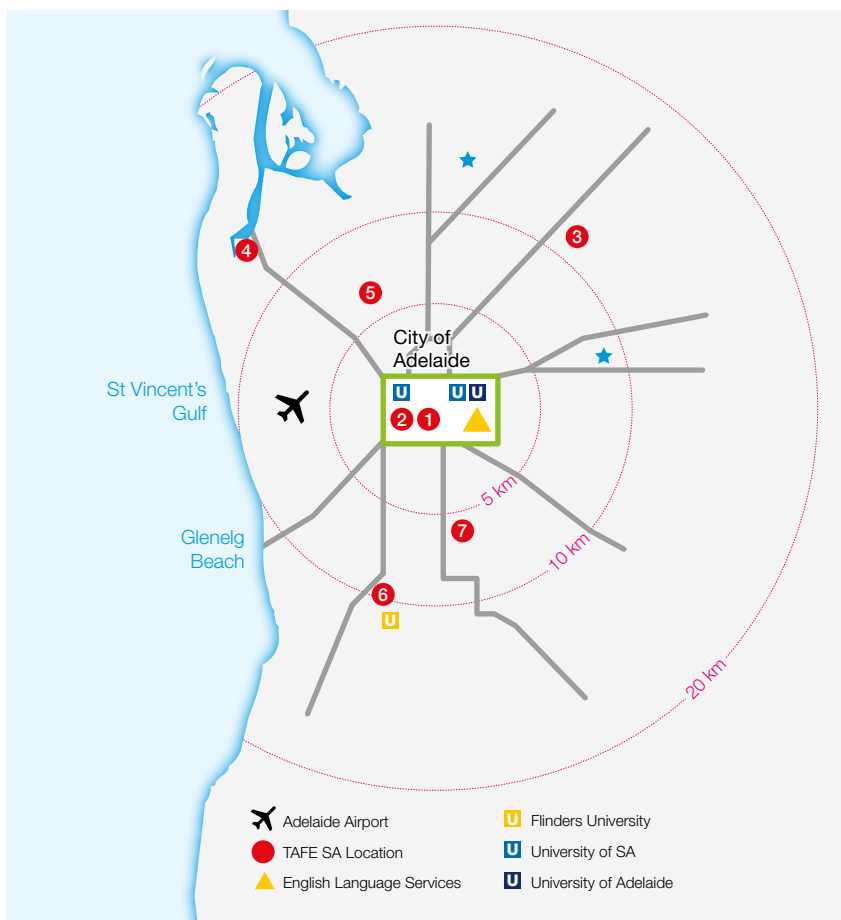 3
4
5
City of
Adelaide
St Vincent's
Gulf
U
U
U
2
1
5 km
7
Glenelg
Beach
10 km
6
U
20 km
Adelaide Airport
TAFE SA Location
English Language Services
U Flinders University
U University of SA
U University of Adelaide